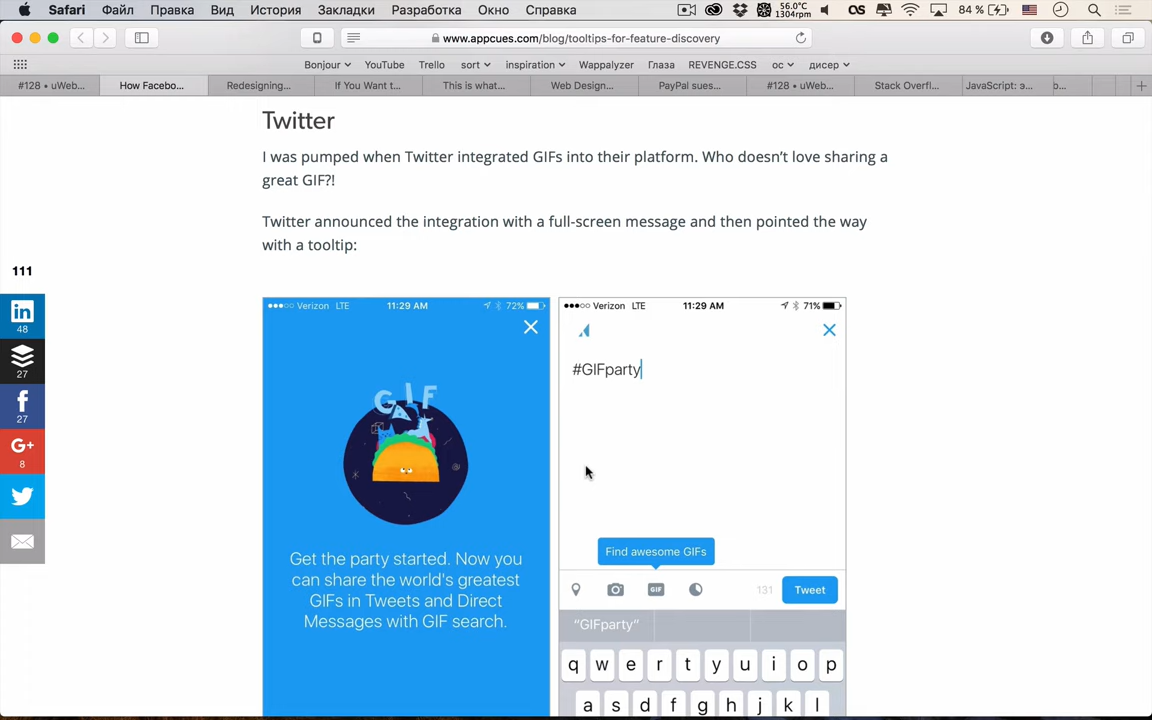 Safari Файл Правка Вид История Закладки Разработка Окно Справка 56.0°C 1304rpm 84 %
www.appcues.com/blog/tooltips-for-feature-discovery
Bonjour YouTube Trello sort inspiration Wappalyzer Глаза REVENGE.CSS ос дисер
#128 • uWeb... How Facebo... Redesigning... If You Want t... This is what... Web Design... PayPal sues... #128 • uWeb... Stack Overfl... JavaScript: э... b...
Twitter
I was pumped when Twitter integrated GIFs into their platform. Who doesn’t love sharing a
great GIF?!
Twitter announced the integration with a full-screen message and then pointed the way
with a tooltip:
111
48
27
27
G+
8
Verizon LTE 11:29 AM 72%
GIF
Get the party started. Now you
can share the world's greatest
GIFs in Tweets and Direct
Messages with GIF search.
Verizon LTE 11:29 AM 71%
#GIFparty
Find awesome GIFs
GIF 131 Tweet
“GIFparty”
q w e r t y u i o p
a s d f g h j k l